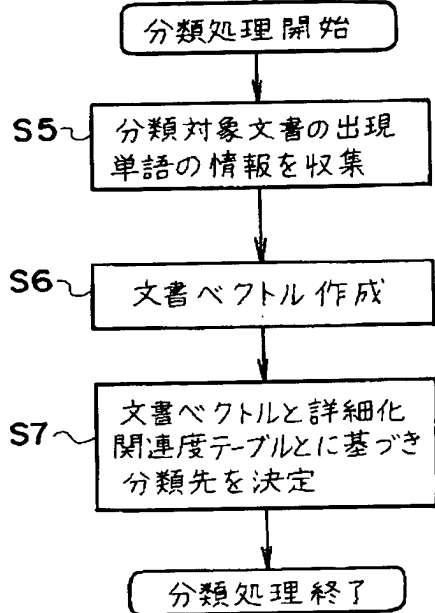 分類処理開始
S5 分類対象文書の出現
単語の情報を収集
S6 文書ベクトル作成
文書ベクトルと詳細化
S7 関連度テーブルとに基づき
分類先を決定
分類処理終了